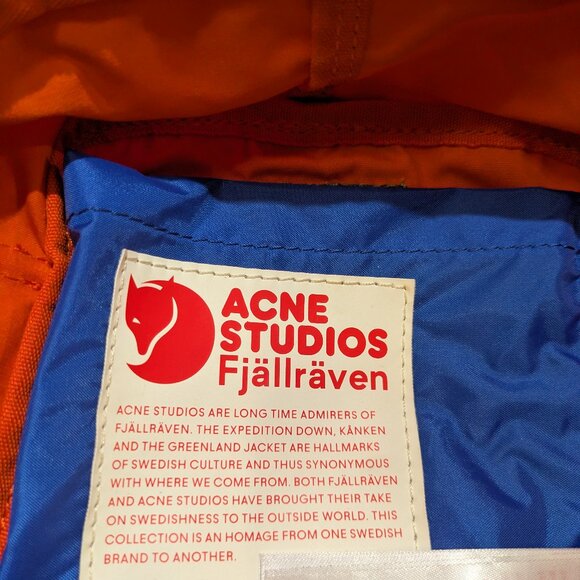 ACNE
STUDIOS
Fjällräven
ACNE STUDIOS ARE LONG TIME ADMIRERS OF
FJÄLLRÄVEN. THE EXPEDITION DOWN, KÅNKEN
AND THE GREENLAND JACKET ARE HALLMARKS
OF SWEDISH CULTURE AND THUS SYNONYMOUS
WITH WHERE WE COME FROM. BOTH FJÄLLRÄVEN
AND ACNE STUDIOS HAVE BROUGHT THEIR TAKE
ON SWEDISHNESS TO THE OUTSIDE WORLD. THIS
COLLECTION IS AN HOMAGE FROM ONE SWEDISH
BRAND TO ANOTHER.